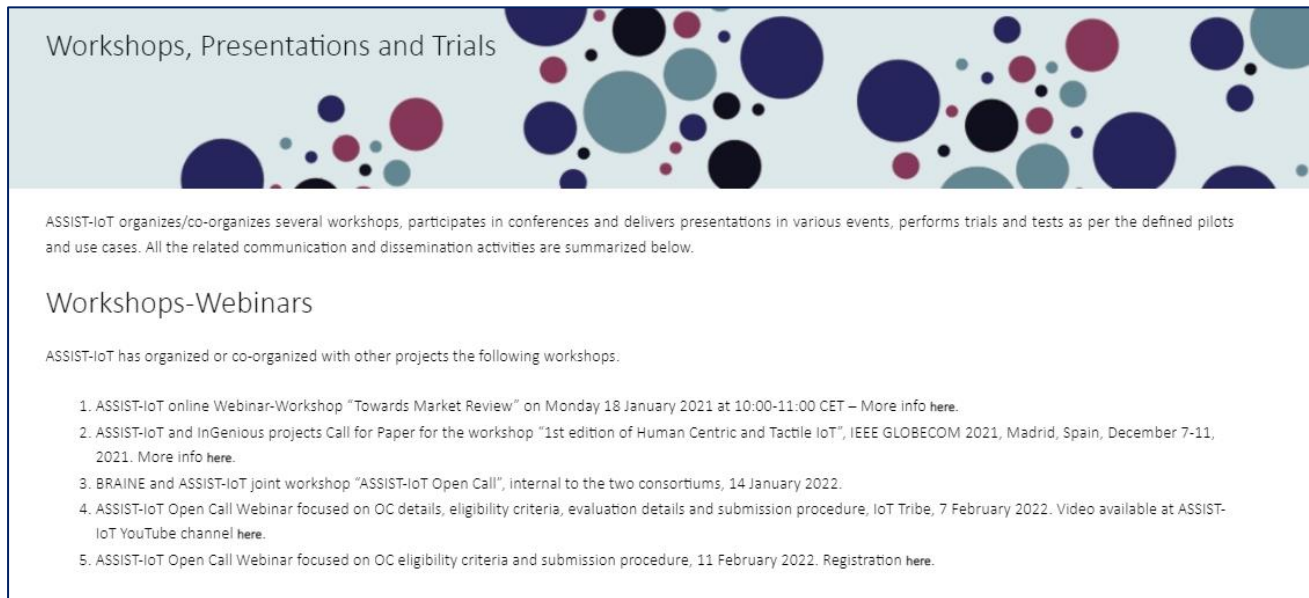 Workshops, Presentations and Trials
ASSIST-IoT organizes/co-organizes several workshops, participates in conferences and delivers presentations in various events, performs trials and tests as per the defined pilots
and use cases. All the related communication and dissemination activities are summarized below.
Workshops-Webinars
ASSIST-IoT has organized or co-organized with other projects the following workshops.
1. ASSIST-IoT online Webinar-Workshop “Towards Market Review” on Monday 18 January 2021 at 10:00-11:00 CET – More info here.
2. ASSIST-IoT and InGenious projects Call for Paper for the workshop “1st edition of Human Centric and Tactile IoT”, IEEE GLOBECOM 2021, Madrid, Spain, December 7-11,
2021. More info here.
3. BRAINE and ASSIST-IoT joint workshop “ASSIST-IoT Open Call”, internal to the two consortiums, 14 January 2022.
4. ASSIST-IoT Open Call Webinar focused on OC details, eligibility criteria, evaluation details and submission procedure, IoT Tribe, 7 February 2022. Video available at ASSIST-
IoT YouTube channel here.
5. ASSIST-IoT Open Call Webinar focused on OC eligibility criteria and submission procedure, 11 February 2022. Registration here.